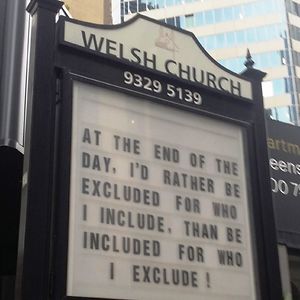 WELSH CHURCH
9329 5139
AT THE END OF THE
DAY, I'D RATHER BE
EXCLUDED FOR WHO
I INCLUDE, THAN BE
INCLUDED FOR WHO
I EXCLUDE!